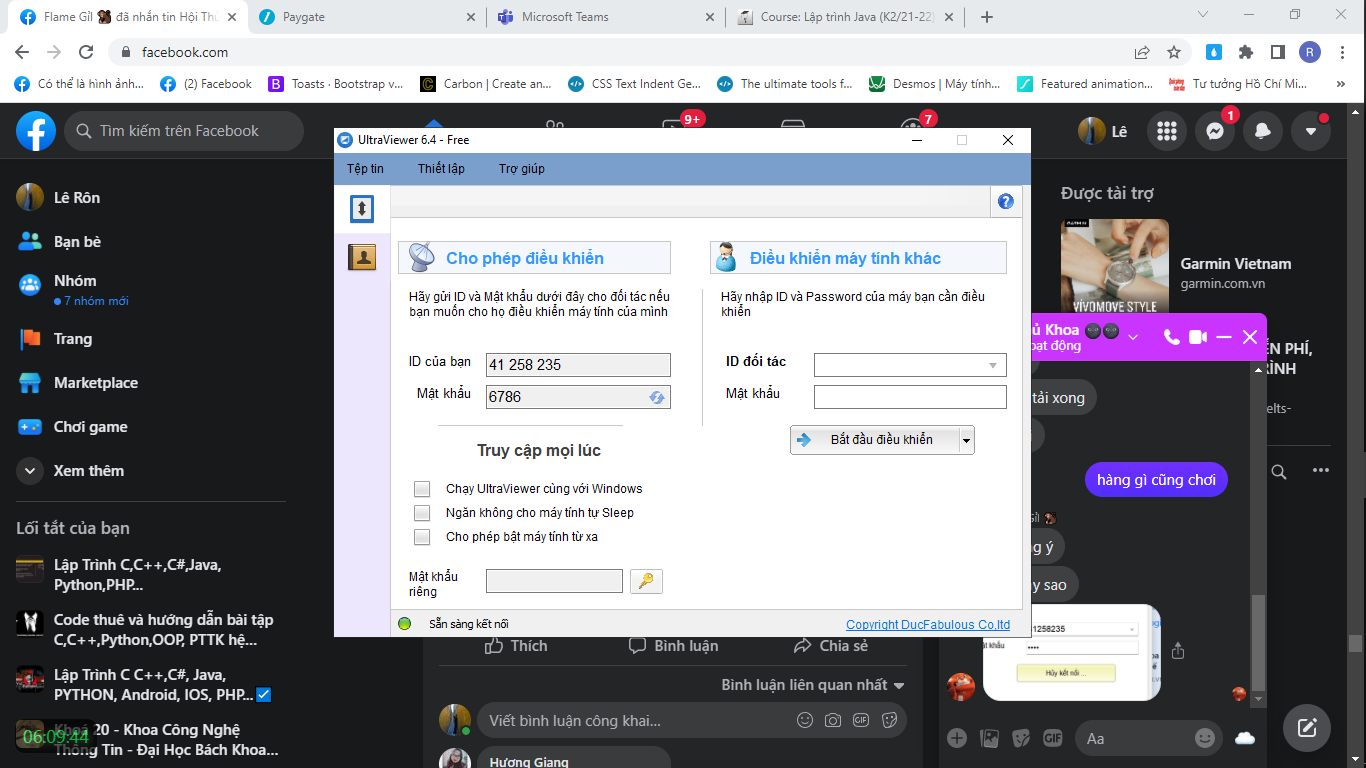 Flame Gỉl đã nhắn tin Hội Thủ
Paygate
Microsoft Teams
Course: Lập trình Java (K2/21-22)
facebook.com
R
Có thể là hình ảnh...
(2) Facebook
Toasts · Bootstrap v...
Carbon | Create an...
CSS Text Indent Ge...
The ultimate tools f...
Desmos | Máy tính...
Featured animation...
Tư tưởng Hồ Chí Mi...
Tìm kiếm trên Facebook
9+
7
Lê
1
Lê Rôn
Bạn bè
Nhóm
7 nhóm mới
Trang
Marketplace
Chơi game
Xem thêm
Lối tắt của bạn
Lập Trình C,C++,C#,Java,
Python,PHP...
Code thuê và hướng dẫn bài tập
C,C++,Python,OOP, PTTK hệ...
Lập Trình C C++,C#, Java,
PYTHON, Android, IOS, PHP...
Khoá 20 - Khoa Công Nghệ
Thông Tin - Đại Học Bách Khoa...
06:09:44
UltraViewer 6.4 - Free
Tệp tin
Thiết lập
Trợ giúp
Cho phép điều khiển
Hãy gửi ID và Mật khẩu dưới đây cho đối tác nếu
bạn muốn cho họ điều khiển máy tính của mình
ID của bạn
41 258 235
Mật khẩu
6786
Truy cập mọi lúc
Chạy UltraViewer cùng với Windows
Ngăn không cho máy tính tự Sleep
Cho phép bật máy tính từ xa
Mật khẩu
riêng
Sẵn sàng kết nối
Điều khiển máy tính khác
Hãy nhập ID và Password của máy bạn cần điều
khiển
ID đối tác
Mật khẩu
Bắt đầu điều khiển
Copyright DucFabulous Co,ltd
Thích
Bình luận
Chia sẻ
Bình luận liên quan nhất
Viết bình luận công khai...
GIF
Hương Giang
Được tài trợ
GARMIN
VÍVOMOVE STYLE
Garmin Vietnam
garmin.com.vn
ỄN PHÍ,
RÌNH
elts-
ủ Khoa
oạt động
tải xong
hàng gì cũng chơi
g ý
y sao
1258235
ật khẩu
••••
Hủy kết nối ...
GIF
Aa